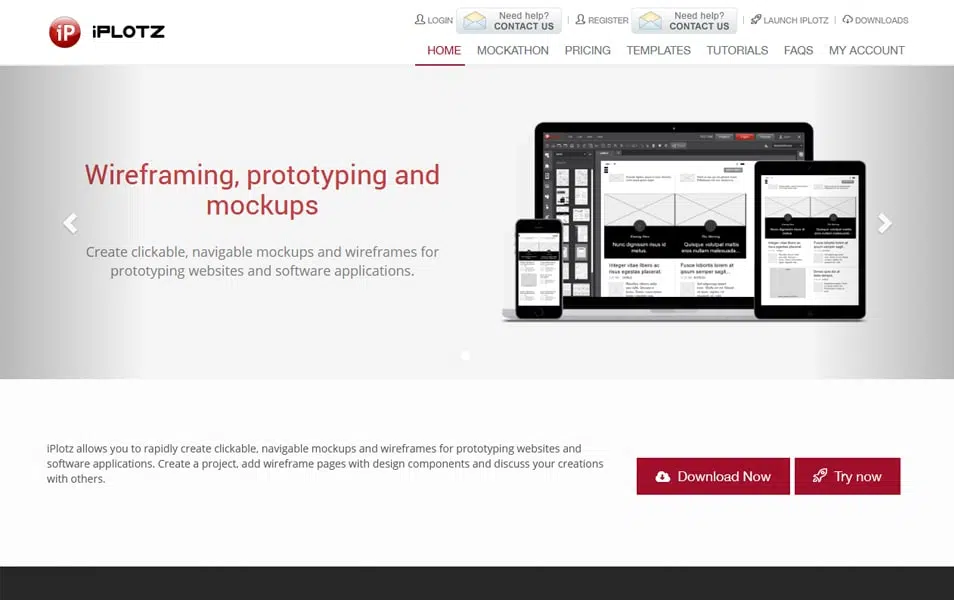 iP iPLOTZ
LOGIN
Need help?
CONTACT US
REGISTER
Need help?
CONTACT US
LAUNCH IPLOTZ
DOWNLOADS
HOME MOCKATHON PRICING TEMPLATES TUTORIALS FAQS MY ACCOUNT
Wireframing, prototyping and
mockups
Create clickable, navigable mockups and wireframes for
prototyping websites and software applications.
Nunc dignissim risus id
metus.
Quisque volutpat mattis
eros nullam malesuada...
Integer vitae libero ac
risus egestas placerat.
Fusce lobortis lorem at
ipsum semper sagit...
iPlotz allows you to rapidly create clickable, navigable mockups and wireframes for prototyping websites and
software applications. Create a project, add wireframe pages with design components and discuss your creations
with others.
Download Now
Try now